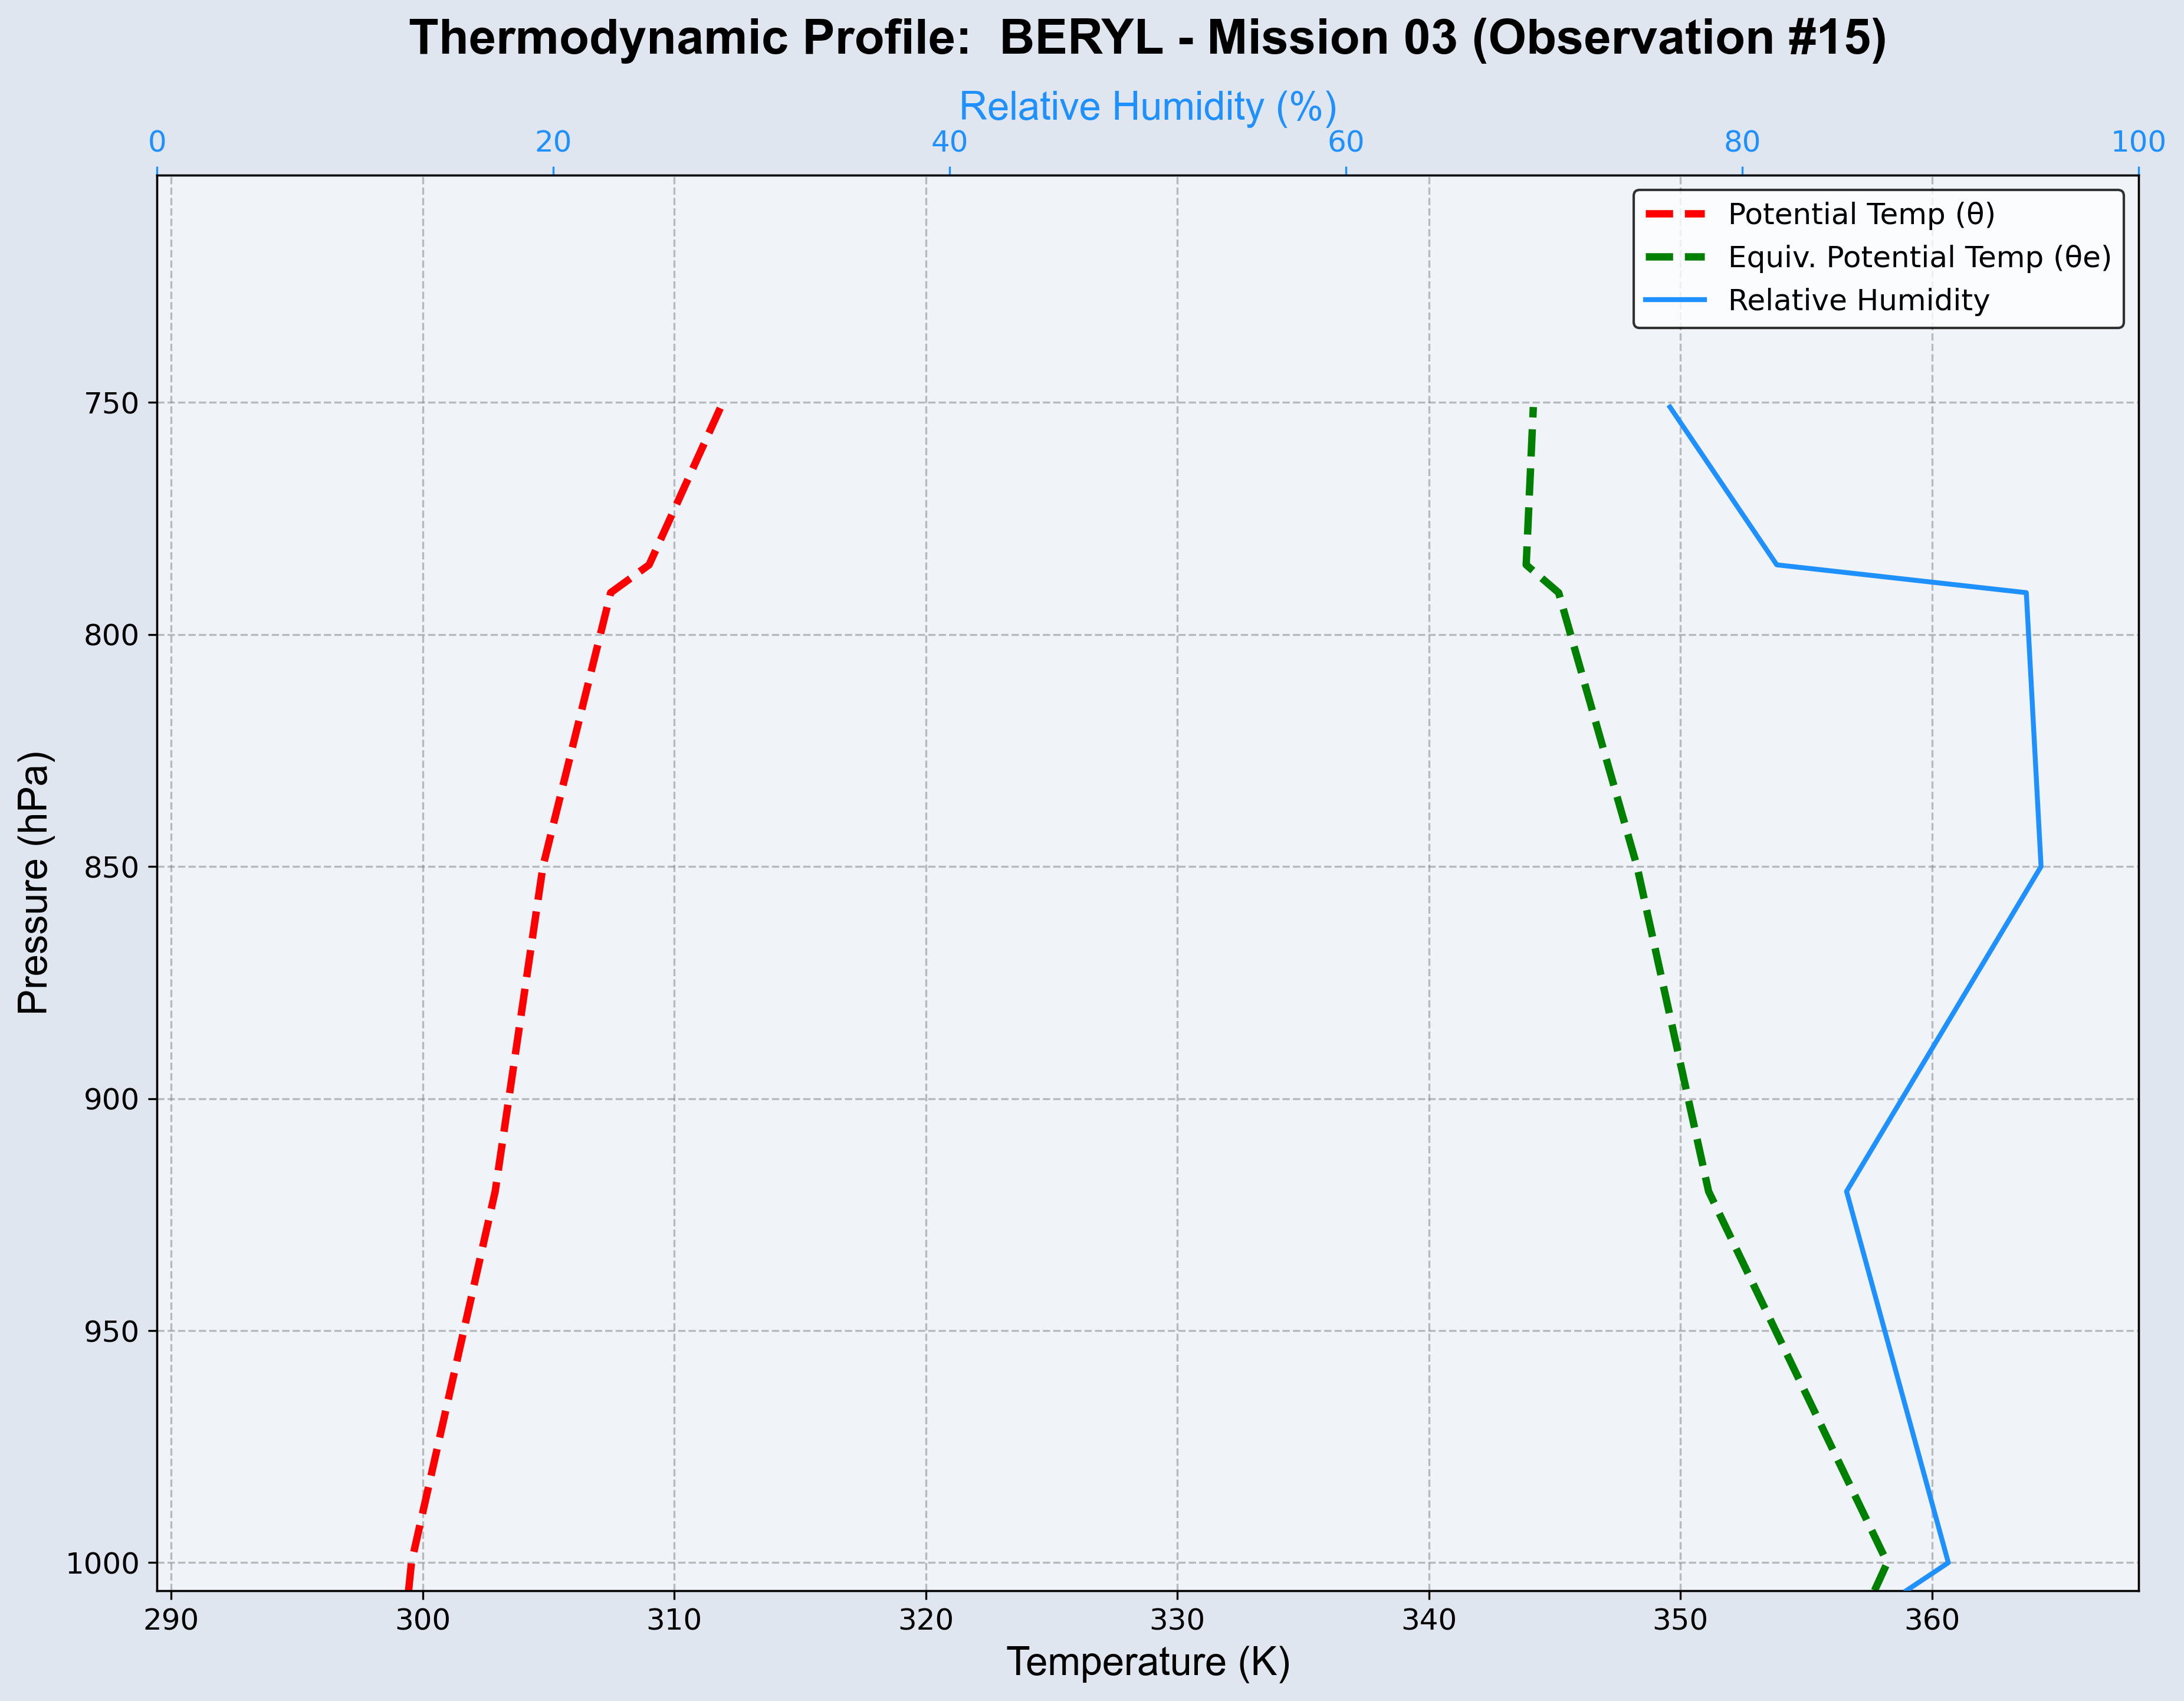 Thermodynamic Profile:  BERYL - Mission 03 (Observation #15)
Relative Humidity (%)
0 20 40 60 80 100
Potential Temp (θ)
Equiv. Potential Temp (θe)
Relative Humidity
750
800
850
900
950
1000
Pressure (hPa)
290 300 310 320 330 340 350 360
Temperature (K)